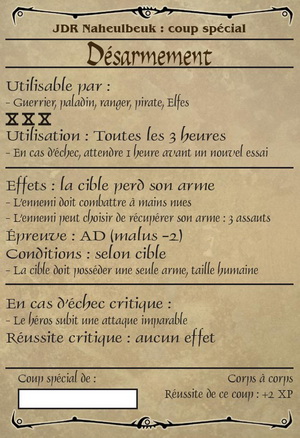 JDR Naheulbeuk : coup spécial
Désarmement
Utilisable par :
- Guerrier, paladin, ranger, pirate, Elfes
Utilisation : Toutes les 3 heures
- En cas d'échec, attendre 1 heure avant un nouvel essai
Effets : la cible perd son arme
- L'ennemi doit combattre à mains nues
- L'ennemi peut choisir de récupérer son arme : 3 assauts
Épreuve : AD (malus -2)
Conditions : selon cible
- La cible doit posséder une seule arme, taille humaine
En cas d'échec critique :
- Le héros subit une attaque imparable
Réussite critique : aucun effet
Coup spécial de :
Corps à corps
Réussite de ce coup : +2 XP